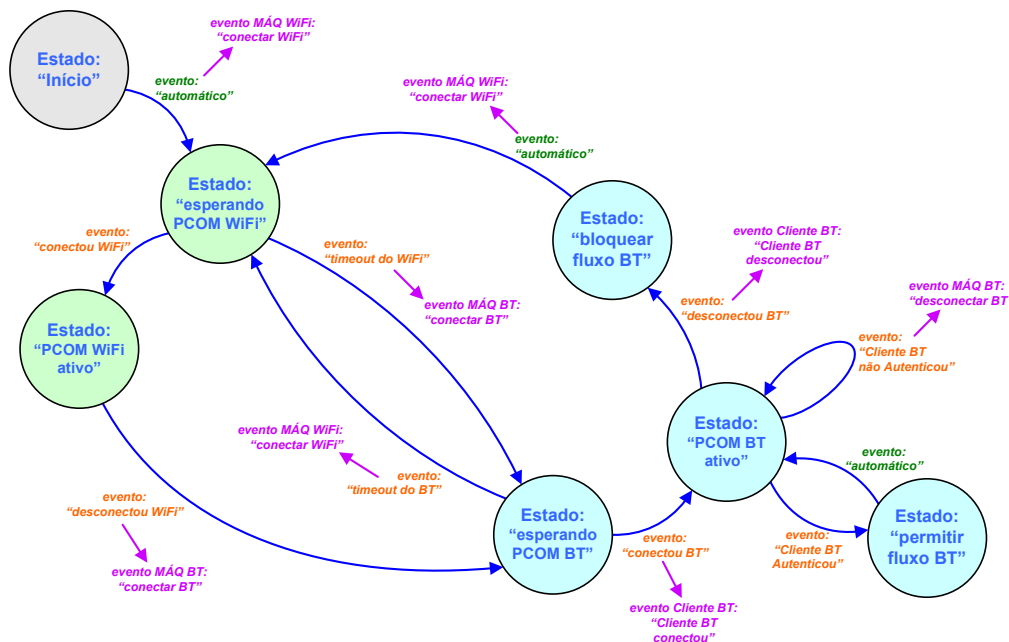 evento MÁQ WiFi:
“conectar WiFi”
Estado:
“Início”
evento:
“automático”
evento MÁQ WiFi:
“conectar WiFi”
evento:
“automático”
Estado:
“esperando
PCOM WiFi”
Estado:
“bloquear
fluxo BT”
evento:
“conectou WiFi”
evento:
“timeout do WiFi”
evento Cliente BT:
“Cliente BT
desconectou”
evento MÁQ BT:
“desconectar BT
evento MÁQ BT:
“conectar BT”
evento:
“desconectou BT”
Estado:
“PCOM WiFi
ativo”
evento:
“Cliente BT
não Autenticou”
Estado:
“PCOM BT
ativo”
evento MÁQ WiFi:
“conectar WiFi”
evento:
“timeout do BT”
evento:
“automático”
evento:
“desconectou WiFi”
Estado:
“esperando
PCOM BT”
Estado:
“permitir
fluxo BT”
evento:
“conectou BT”
evento:
“Cliente BT
Autenticou”
evento MÁQ BT:
“conectar BT”
evento Cliente BT:
“Cliente BT
conectou”